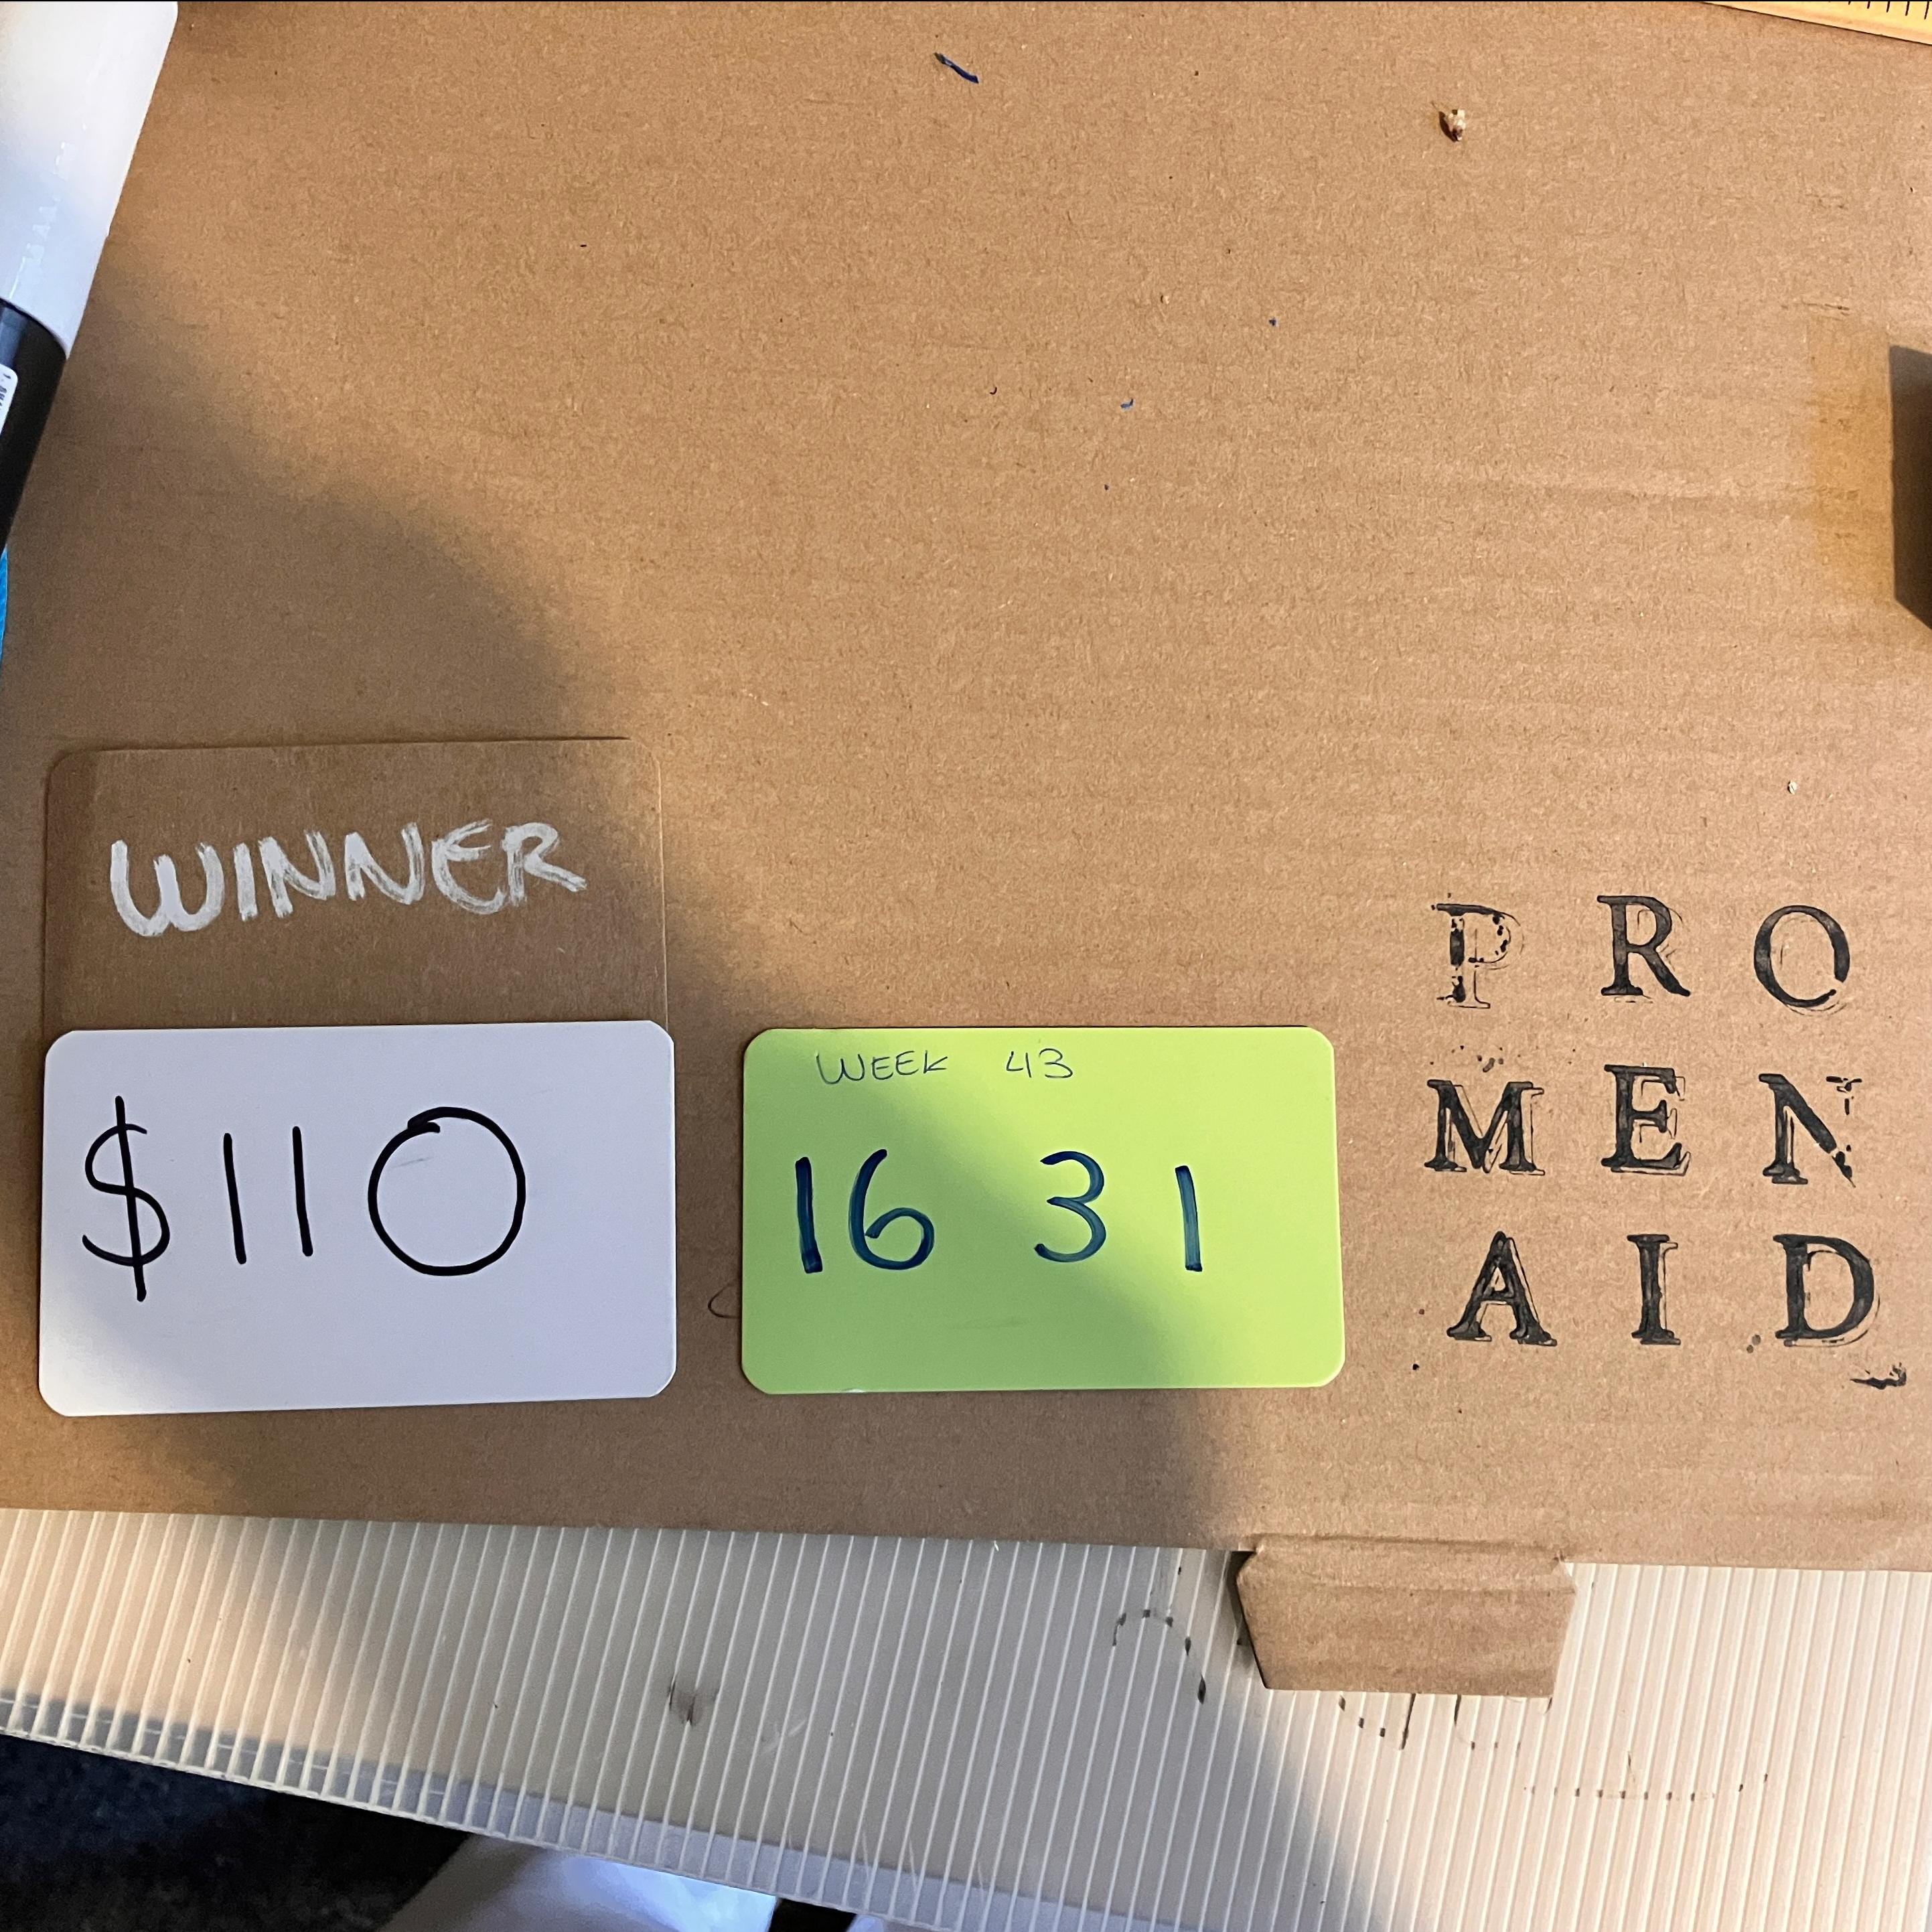 WINNER
$110
WEEK 43
16 31
PRO
MEN
AID